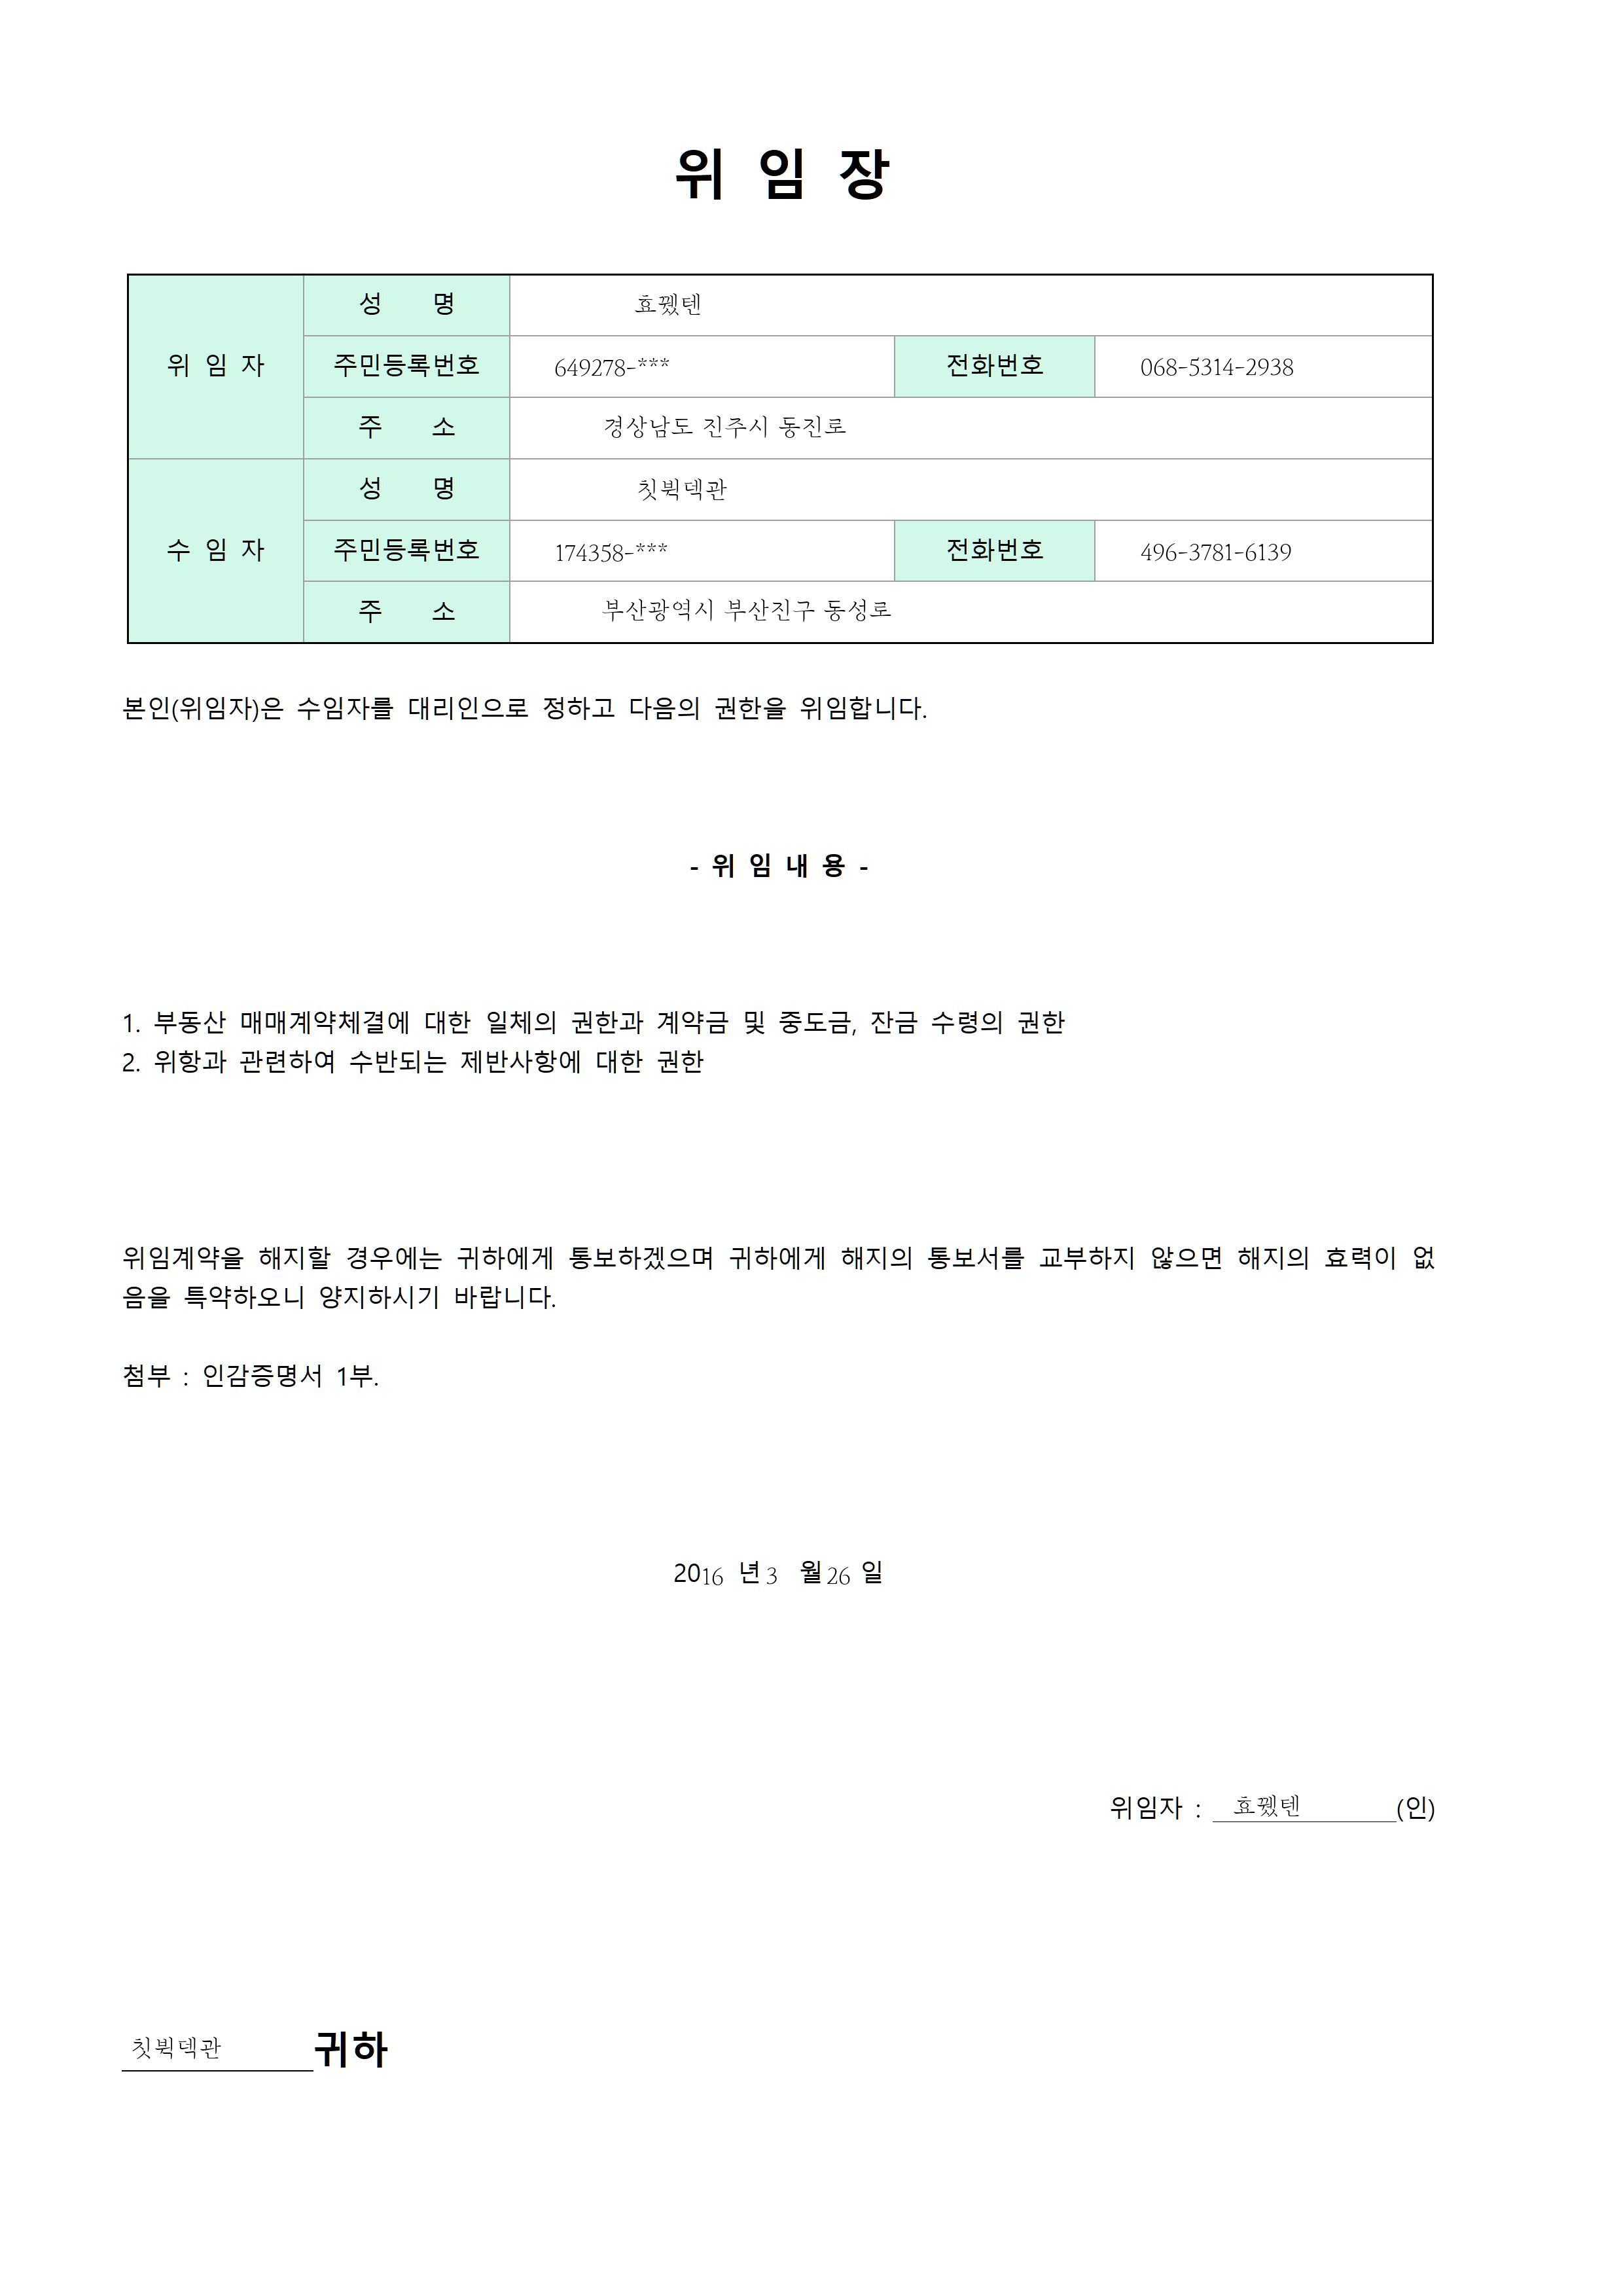 위 임 장
위 임 자
성 명 효꿼텐
주민등록번호 649278-*** 전화번호 068-5314-2938
주 소 경상남도 진주시 동진로
수 임 자
성 명 칫뷕덱관
주민등록번호 174358-*** 전화번호 496-3781-6139
주 소 부산광역시 부산진구 동성로
본인(위임자)은 수임자를 대리인으로 정하고 다음의 권한을 위임합니다.
- 위 임 내 용 -
1. 부동산 매매계약체결에 대한 일체의 권한과 계약금 및 중도금, 잔금 수령의 권한
2. 위항과 관련하여 수반되는 제반사항에 대한 권한
위임계약을 해지할 경우에는 귀하에게 통보하겠으며 귀하에게 해지의 통보서를 교부하지 않으면 해지의 효력이 없
음을 특약하오니 양지하시기 바랍니다.
첨부 : 인감증명서 1부.
2016 년 3 월 26 일
위임자 : 효꿼텐 (인)
칫뷕덱관 귀하